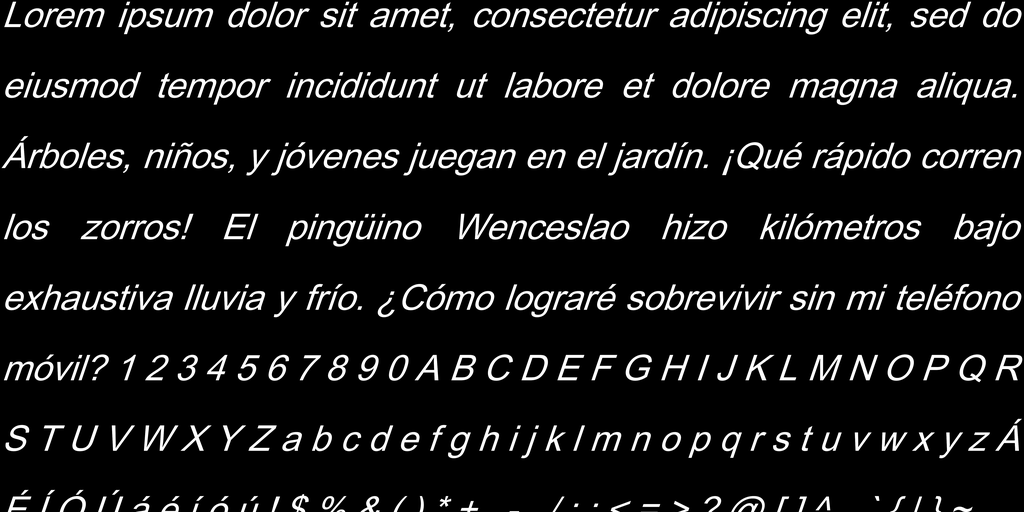 Lorem ipsum dolor sit amet, consectetur adipiscing elit, sed do
eiusmod tempor incididunt ut labore et dolore magna aliqua.
Árboles, niños, y jóvenes juegan en el jardín. ¡Qué rápido corren
los zorros! El pingüino Wenceslao hizo kilómetros bajo
exhaustiva lluvia y frío. ¿Cómo lograré sobrevivir sin mi teléfono
móvil? 1 2 3 4 5 6 7 8 9 0 A B C D E F G H I J K L M N O P Q R
S T U V W X Y Z a b c d e f g h i j k l m n o p q r s t u v w x y z Á
É Í Ó Ú á é í ó ú ! $ % & ( ) * + , - . / : ; < = > ? @ [ ] ^ _ ` { | } ~